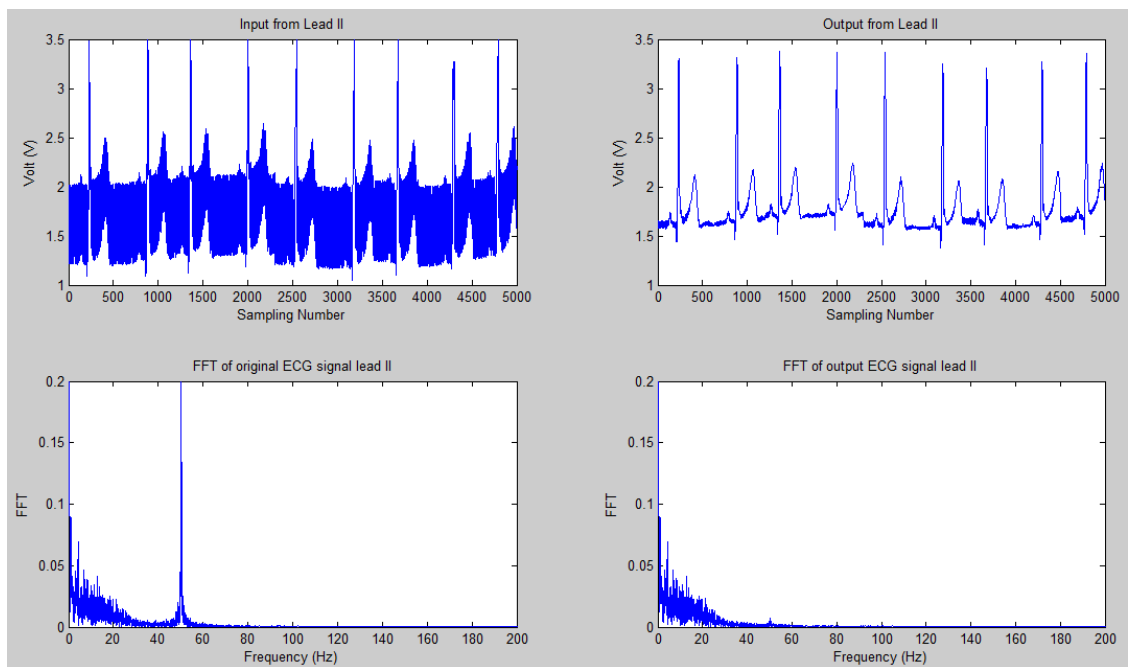 Input from Lead II
3.5
3
2.5
2
1.5
1
Volt (V)
0 500 1000 1500 2000 2500 3000 3500 4000 4500 5000
Sampling Number
Output from Lead II
3.5
3
2.5
2
1.5
1
Volt (V)
0 500 1000 1500 2000 2500 3000 3500 4000 4500 5000
Sampling Number
FFT of original ECG signal lead II
0.2
0.15
0.1
0.05
0
FFT
0 20 40 60 80 100 120 140 160 180 200
Frequency (Hz)
FFT of output ECG signal lead II
0.2
0.15
0.1
0.05
0
FFT
0 20 40 60 80 100 120 140 160 180 200
Frequency (Hz)